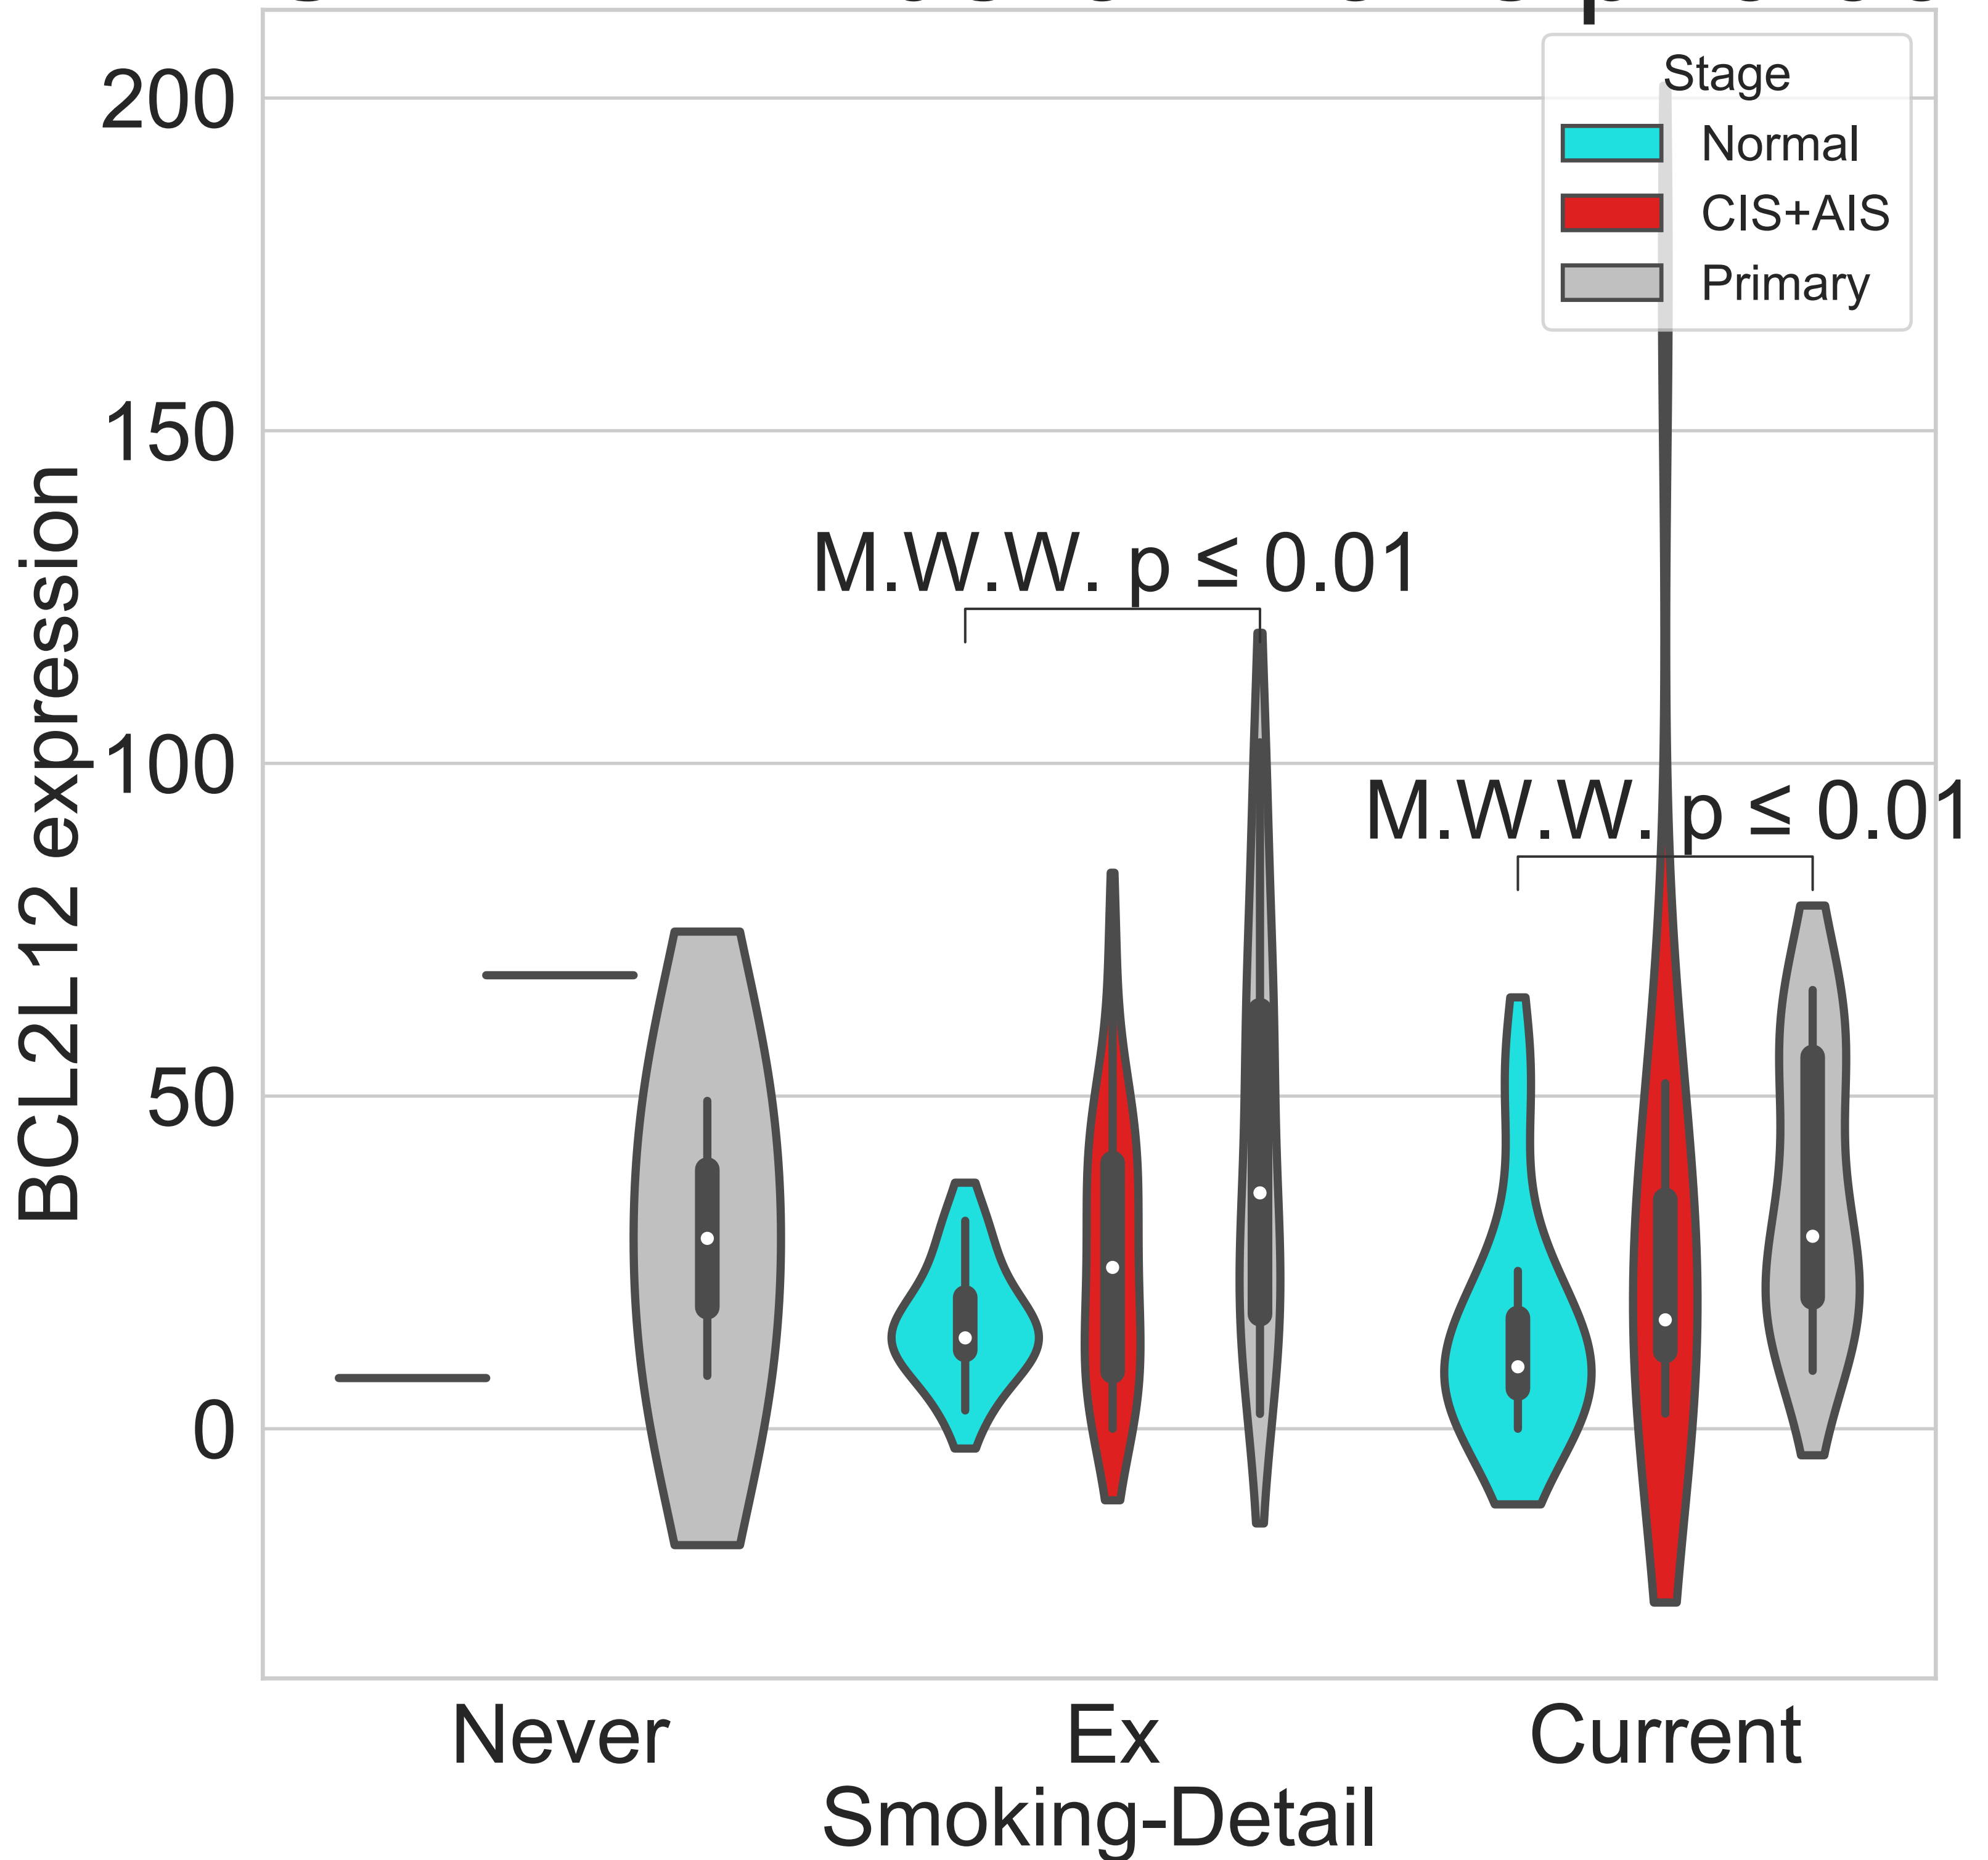 Stage
Normal
CIS+AIS
Primary
200
150
100
50
0
BCL2L12 expression
M.W.W. p ≤ 0.01
M.W.W. p ≤ 0.01
Never
Ex
Current
Smoking-Detail